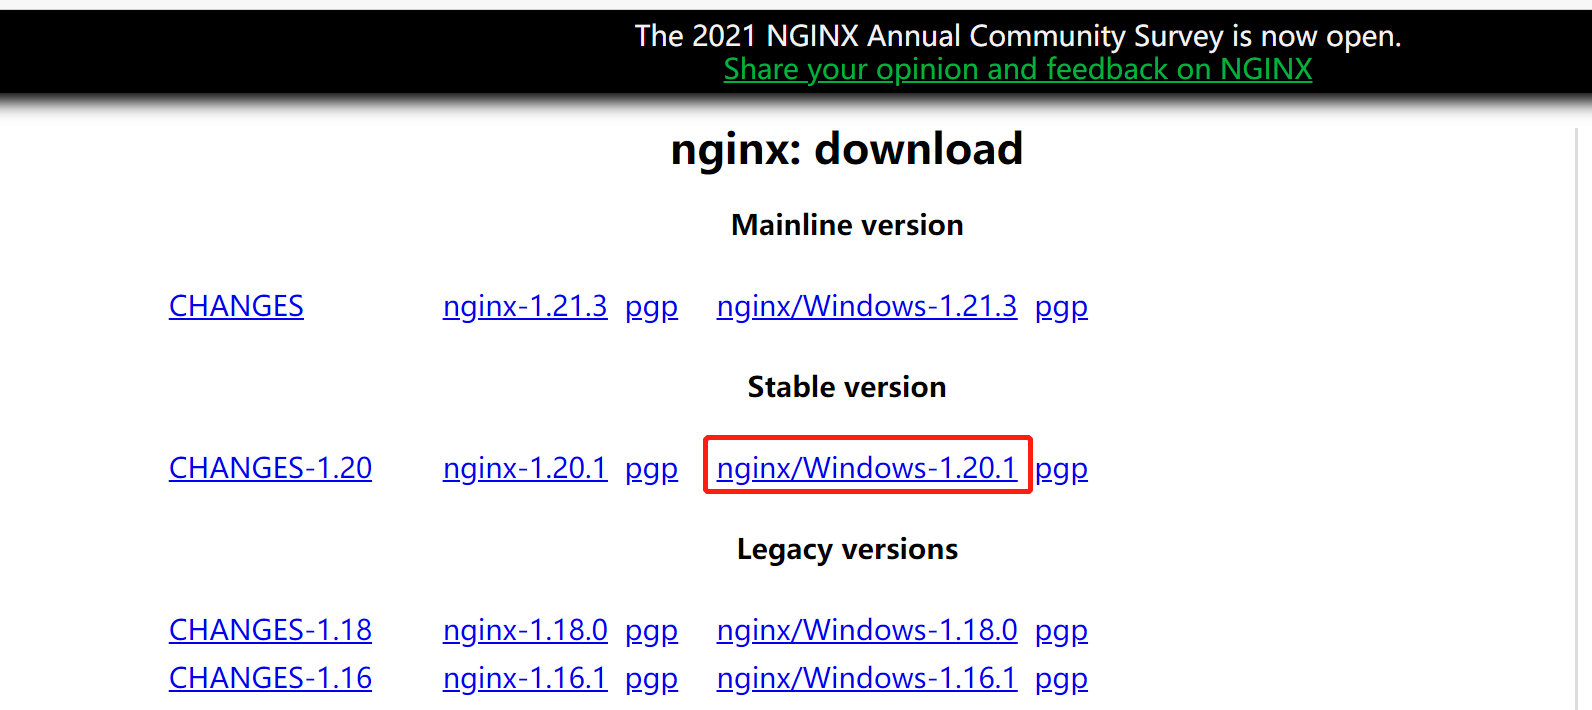 The 2021 NGINX Annual Community Survey is now open.
Share your opinion and feedback on NGINX
nginx: download
Mainline version
CHANGES nginx-1.21.3 pgp nginx/Windows-1.21.3 pgp
Stable version
CHANGES-1.20 nginx-1.20.1 pgp nginx/Windows-1.20.1 pgp
Legacy versions
CHANGES-1.18 nginx-1.18.0 pgp nginx/Windows-1.18.0 pgp
CHANGES-1.16 nginx-1.16.1 pgp nginx/Windows-1.16.1 pgp